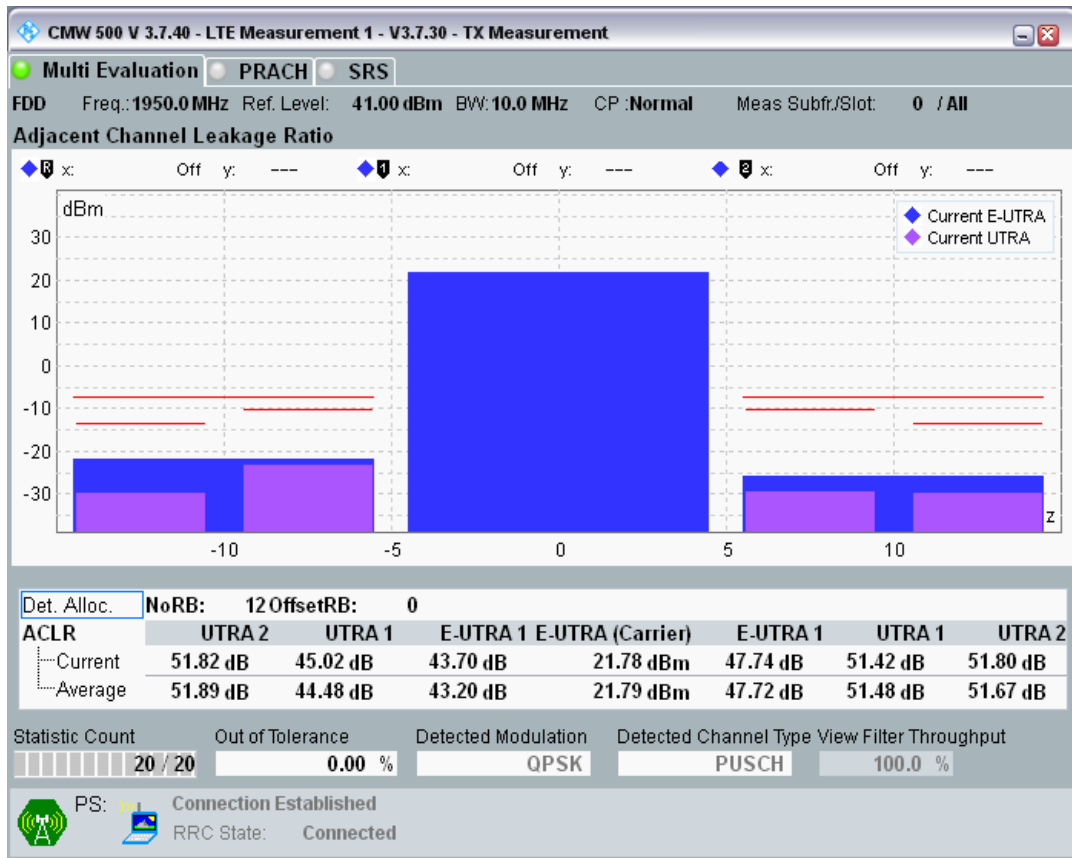 CMW 500 V 3.7.40 - LTE Measurement 1 - V3.7.30 - TX Measurement
Multi Evaluation PRACH SRS
FDD Freq.: 1950.0 MHz Ref. Level: 41.00 dBm BW: 10.0 MHz CP :Normal Meas Subfr./Slot: 0 / All
Adjacent Channel Leakage Ratio
R x: Off y: --- 1 x: Off y: --- 2 x: Off y: ---
dBm
Current E-UTRA
Current UTRA
30
20
10
0
-10
-20
-30
z
-10 -5 0 5 10
Det. Alloc. NoRB: 12 OffsetRB: 0
ACLR UTRA 2 UTRA 1 E-UTRA 1 E-UTRA (Carrier) E-UTRA 1 UTRA 1 UTRA 2
Current 51.82 dB 45.02 dB 43.70 dB 21.78 dBm 47.74 dB 51.42 dB 51.80 dB
Average 51.89 dB 44.48 dB 43.20 dB 21.79 dBm 47.72 dB 51.48 dB 51.67 dB
Statistic Count Out of Tolerance Detected Modulation Detected Channel Type View Filter Throughput
20 / 20 0.00 % QPSK PUSCH 100.0 %
PS: Connection Established
RRC State: Connected